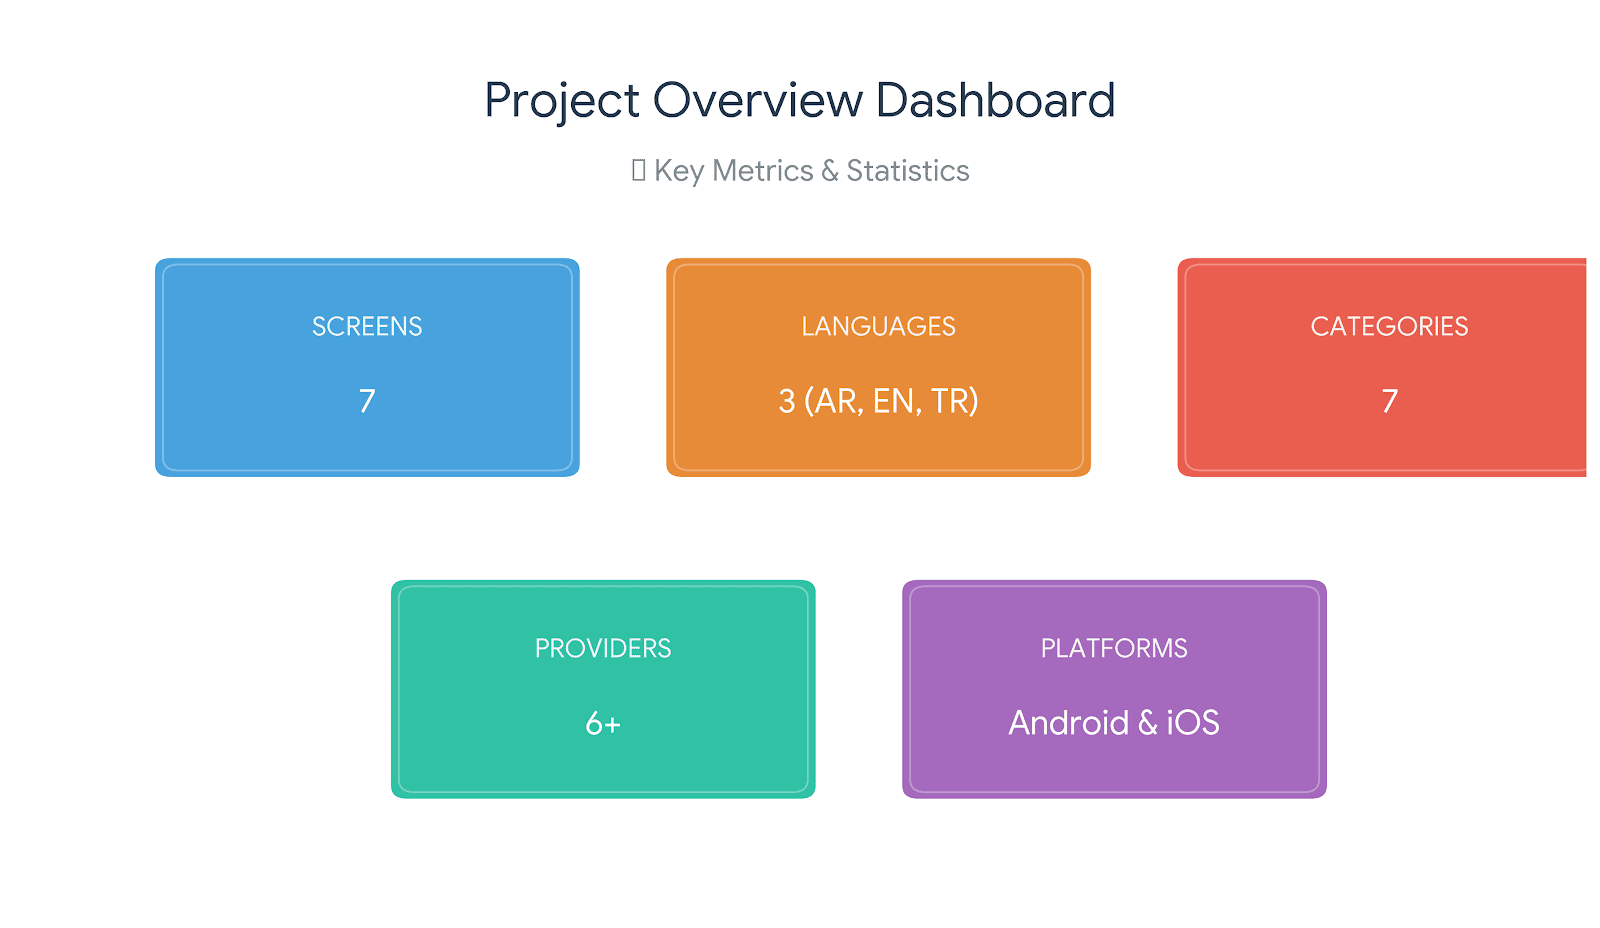 Project Overview Dashboard
Key Metrics & Statistics
SCREENS
7
LANGUAGES
3 (AR, EN, TR)
CATEGORIES
7
PROVIDERS
6+
PLATFORMS
Android & iOS